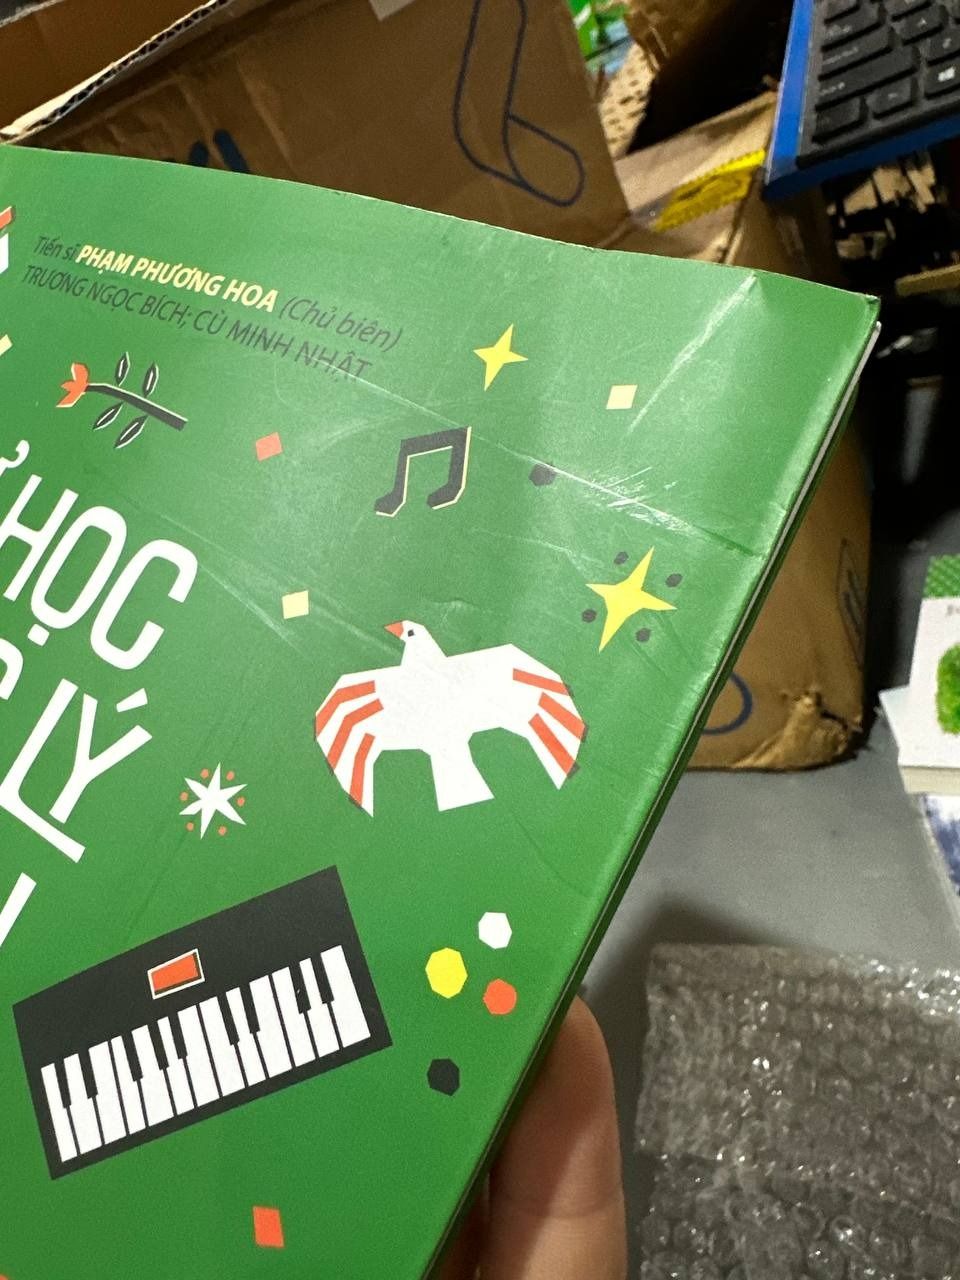 Tiến sĩ PHẠM PHƯƠNG HOA (Chủ biên)
TRƯƠNG NGỌC BÍCH; CÙ MINH NHẬT
HỌC
LÝ